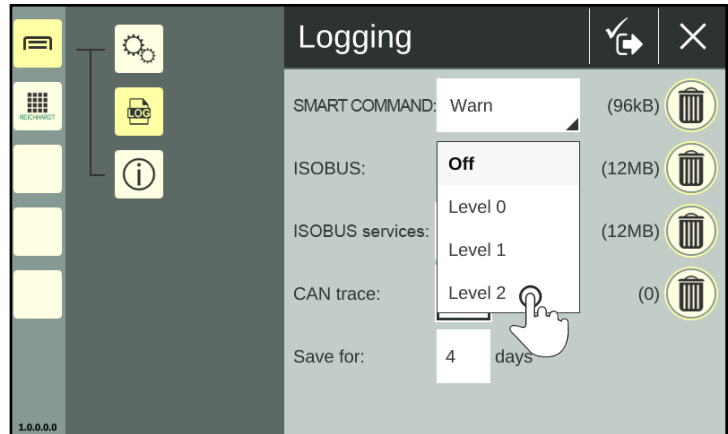 Logging
SMART COMMAND: Warn (96kB)
REICHHARDT
LOG
ISOBUS: Off (12MB)
Level 0
ISOBUS services: (12MB)
Level 1
CAN trace: Level 2 (0)
Save for: 4 days
1.0.0.0.0